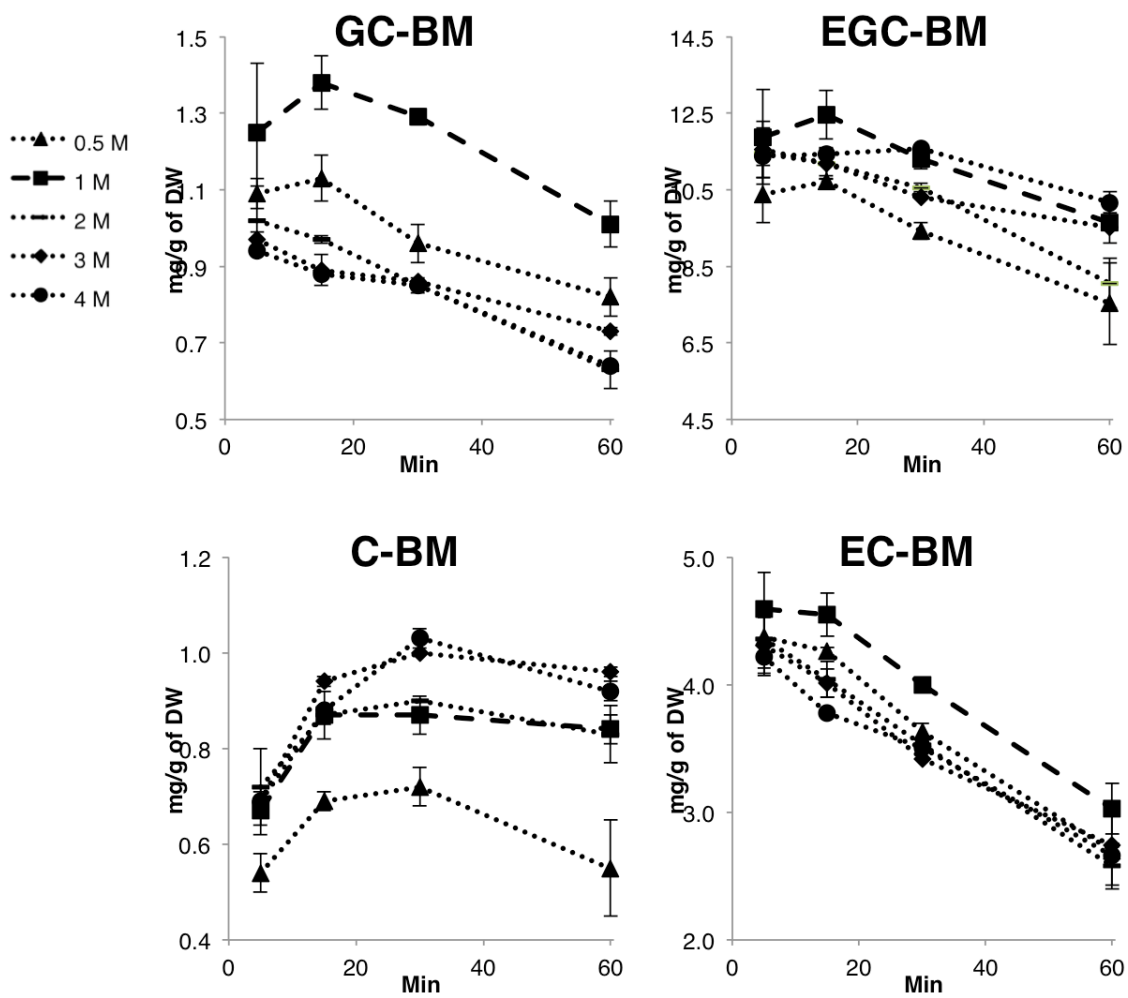 GC-BM
1.5
1.3
1.1
0.9
0.7
0.5
mg/g of DW
0 20 40 60
Min
EGC-BM
14.5
12.5
10.5
8.5
6.5
4.5
mg/g of DW
0 20 40 60
Min
0.5 M
1 M
2 M
3 M
4 M
C-BM
1.2
1.0
0.8
0.6
0.4
mg/g of DW
0 20 40 60
Min
EC-BM
5.0
4.0
3.0
2.0
mg/g of DW
0 20 40 60
Min